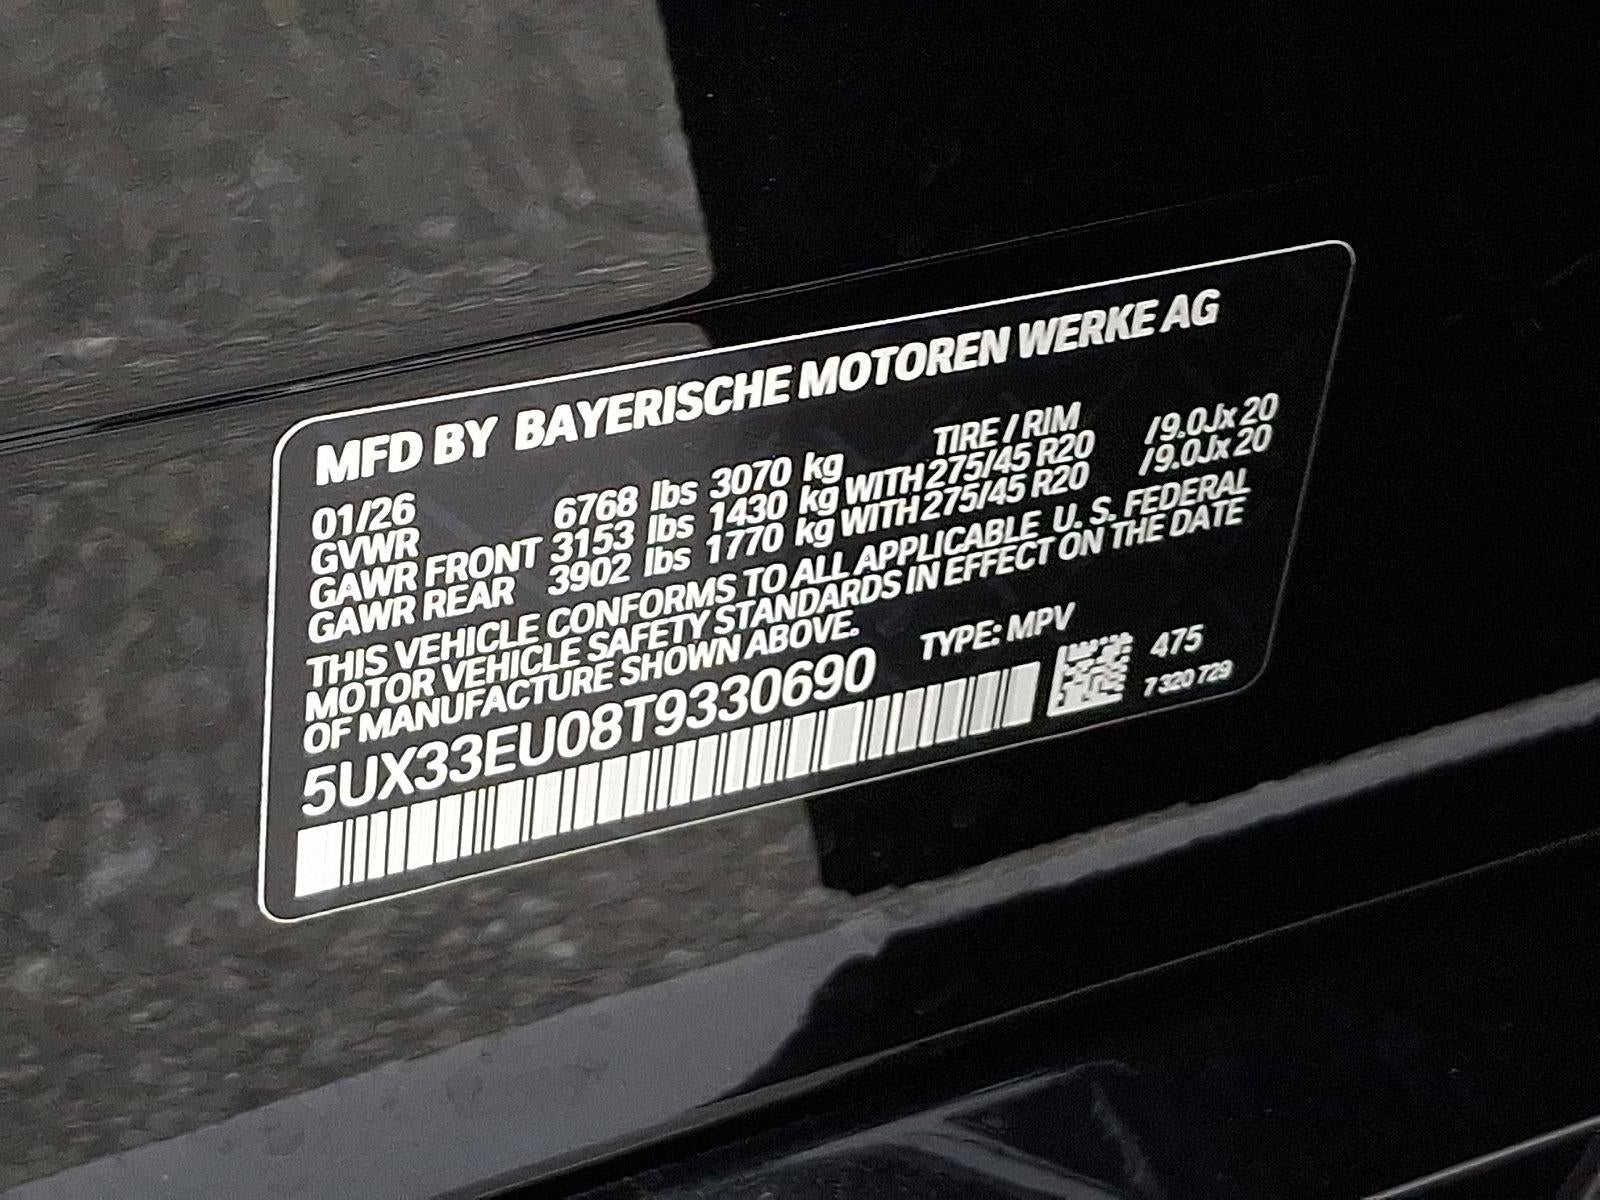 MFD BY BAYERISCHE MOTOREN WERKE AG
01/26 TIRE / RIM
GVWR 6768 lbs 3070 kg
GAWR FRONT 3153 lbs 1430 kg WITH 275/45 R20 /9.0Jx 20
GAWR REAR 3902 lbs 1770 kg WITH 275/45 R20 /9.0Jx 20
THIS VEHICLE CONFORMS TO ALL APPLICABLE U. S. FEDERAL
MOTOR VEHICLE SAFETY STANDARDS IN EFFECT ON THE DATE
OF MANUFACTURE SHOWN ABOVE.
5UX33EU08T9330690 TYPE: MPV
475
7 320 729